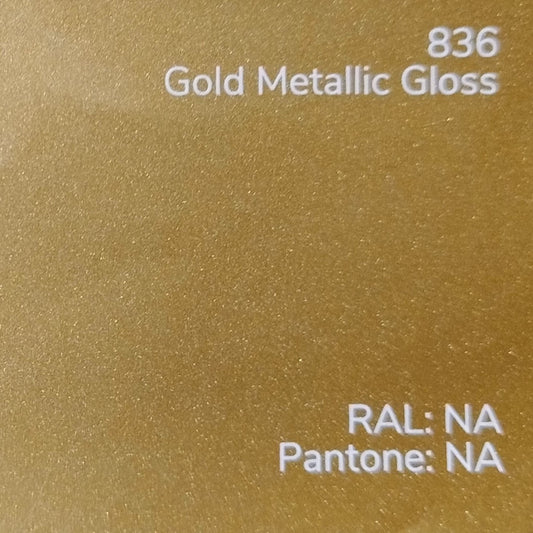 836
Gold Metallic Gloss
RAL: NA
Pantone: NA